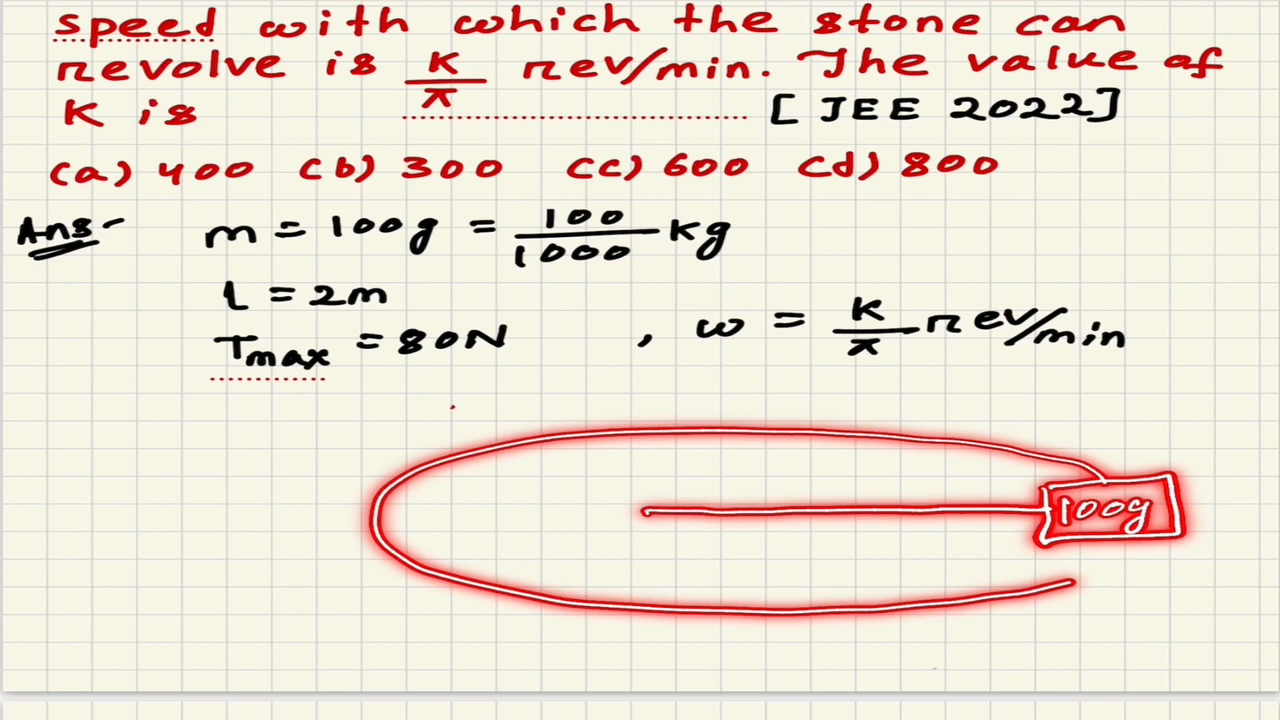 speed with which the stone can
revolve is K/π rev/min. The value of
K is [JEE 2022]
(a) 400 (b) 300 (c) 600 (d) 800
Ans- m = 100g = 100/1000 kg
l = 2m
Tmax = 80N , ω = K/π rev/min
100g